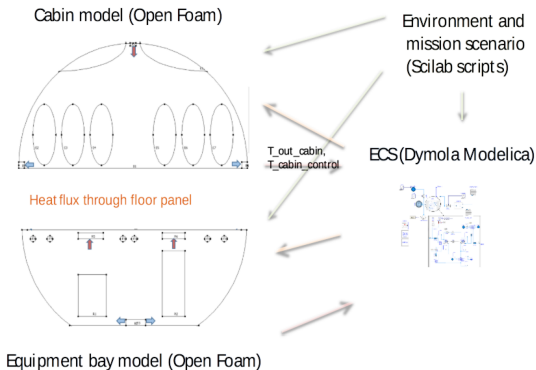 Cabin model (Open Foam)
Environment and
mission scenario
(Scilab scripts)
T_out_cabin,
T_cabin_control
ECS (Dymola Modelica)
Heat flux through floor panel
Equipment bay model (Open Foam)